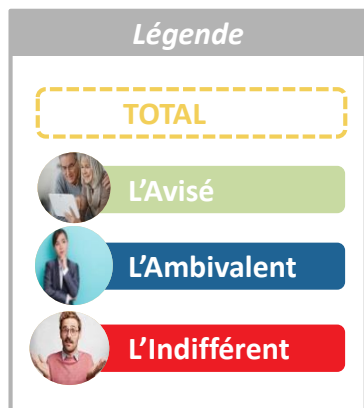 Légende
TOTAL
L'Avisé
L'Ambivalent
L'Indifférent